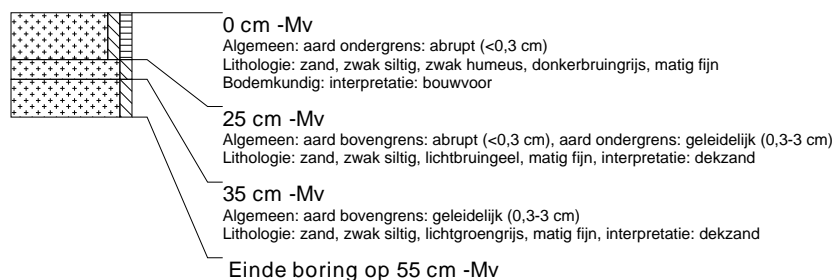 0 cm -Mv
Algemeen: aard ondergrens: abrupt (<0,3 cm)
Lithologie: zand, zwak siltig, zwak humeus, donkerbruingrijs, matig fijn
Bodemkundig: interpretatie: bouwvoor
25 cm -Mv
Algemeen: aard bovengrens: abrupt (<0,3 cm), aard ondergrens: geleidelijk (0,3-3 cm)
Lithologie: zand, zwak siltig, lichtbruingeel, matig fijn, interpretatie: dekzand
35 cm -Mv
Algemeen: aard bovengrens: geleidelijk (0,3-3 cm)
Lithologie: zand, zwak siltig, lichtgroengrijs, matig fijn, interpretatie: dekzand
Einde boring op 55 cm -Mv